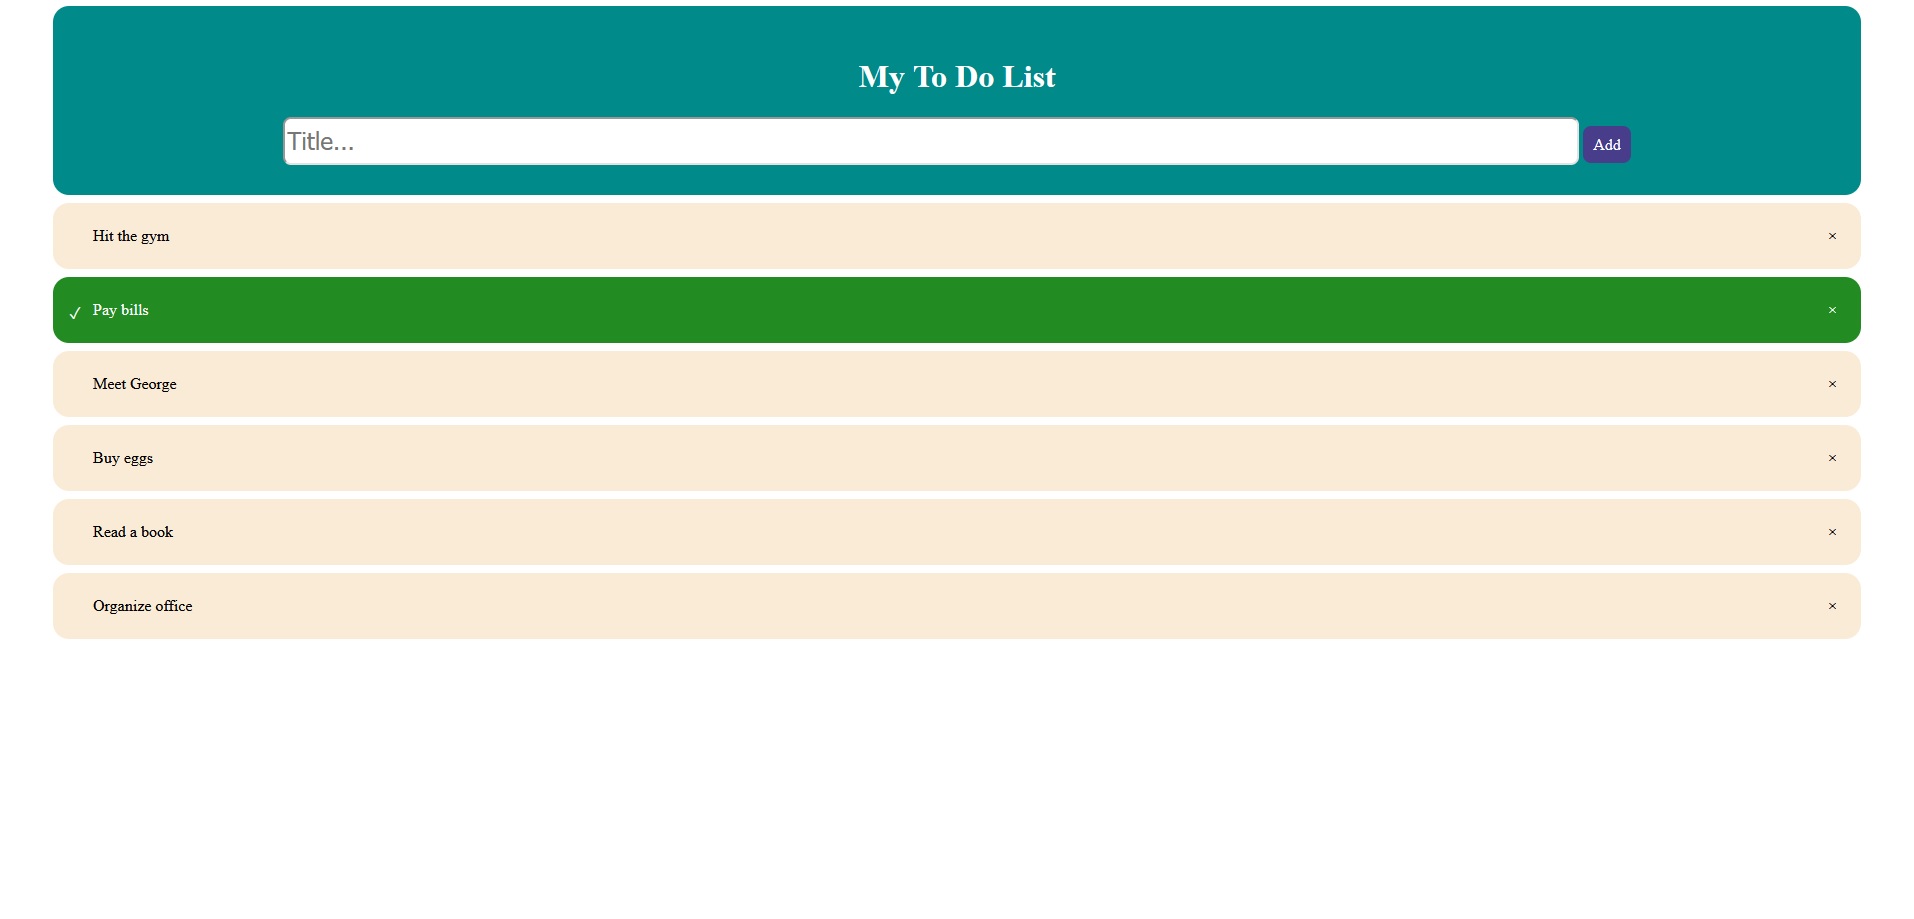 My To Do List
Title...
Add
Hit the gym ×
✓ Pay bills ×
Meet George ×
Buy eggs ×
Read a book ×
Organize office ×